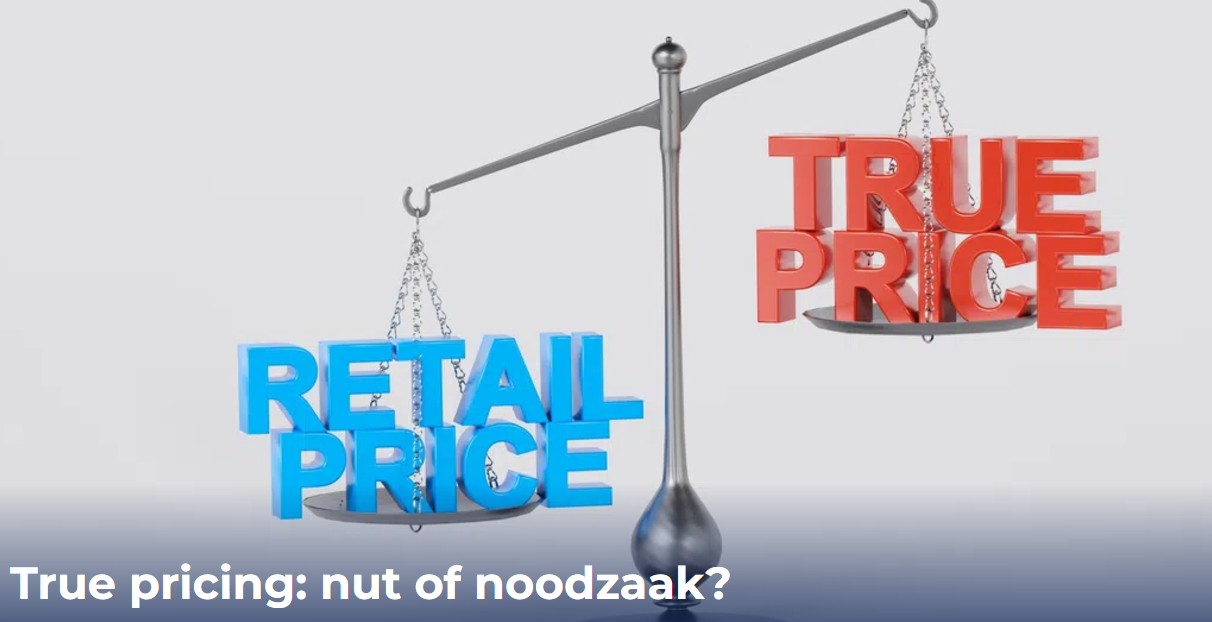 TRUE
PRICE
RETAIL
PRICE
True pricing: nut of noodzaak?